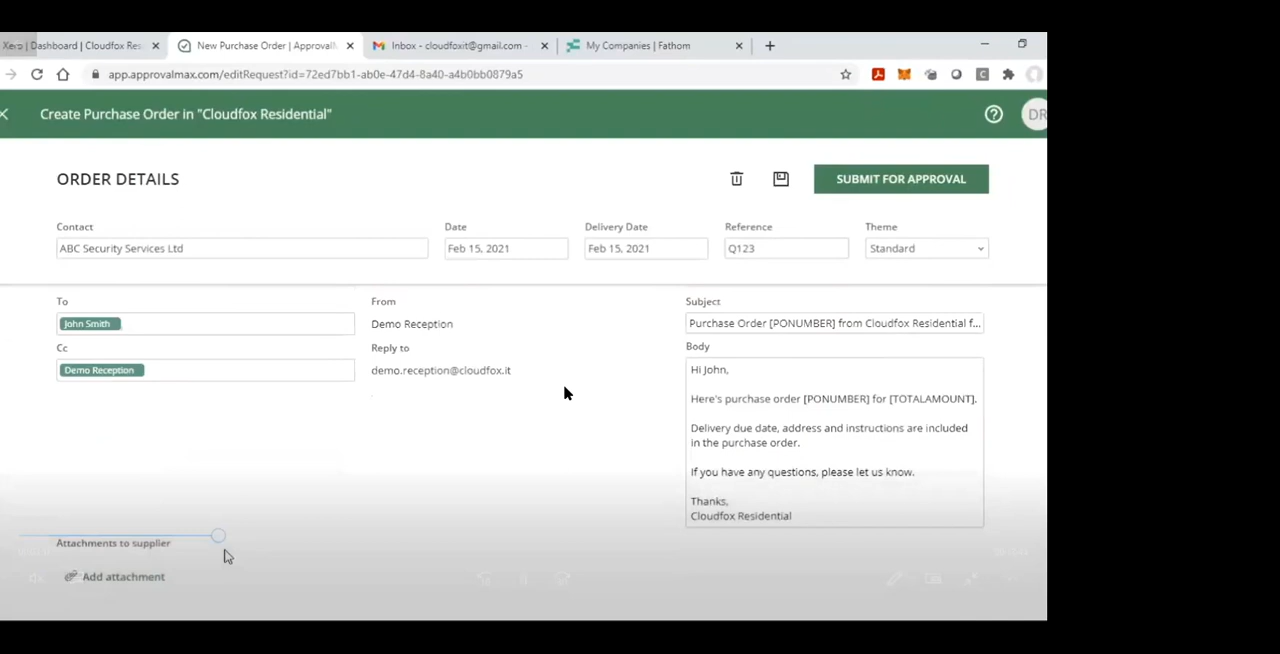 Xero | Dashboard | Cloudfox Res
New Purchase Order | ApprovalM
Inbox - cloudfoxit@gmail.com -
My Companies | Fathom
app.approvalmax.com/editRequest?id=72ed7bb1-ab0e-47d4-8a40-a4b0bb0879a5
Create Purchase Order in "Cloudfox Residential"
DR
ORDER DETAILS
SUBMIT FOR APPROVAL
Contact
Date
Delivery Date
Reference
Theme
ABC Security Services Ltd
Feb 15, 2021
Feb 15, 2021
Q123
Standard
To
From
Subject
John Smith
Demo Reception
Purchase Order [PONUMBER] from Cloudfox Residential f...
Cc
Reply to
Body
Demo Reception
demo.reception@cloudfox.it
Hi John,
Here's purchase order [PONUMBER] for [TOTALAMOUNT].
Delivery due date, address and instructions are included
in the purchase order.
If you have any questions, please let us know.
Thanks,
Cloudfox Residential
Attachments to supplier
Add attachment